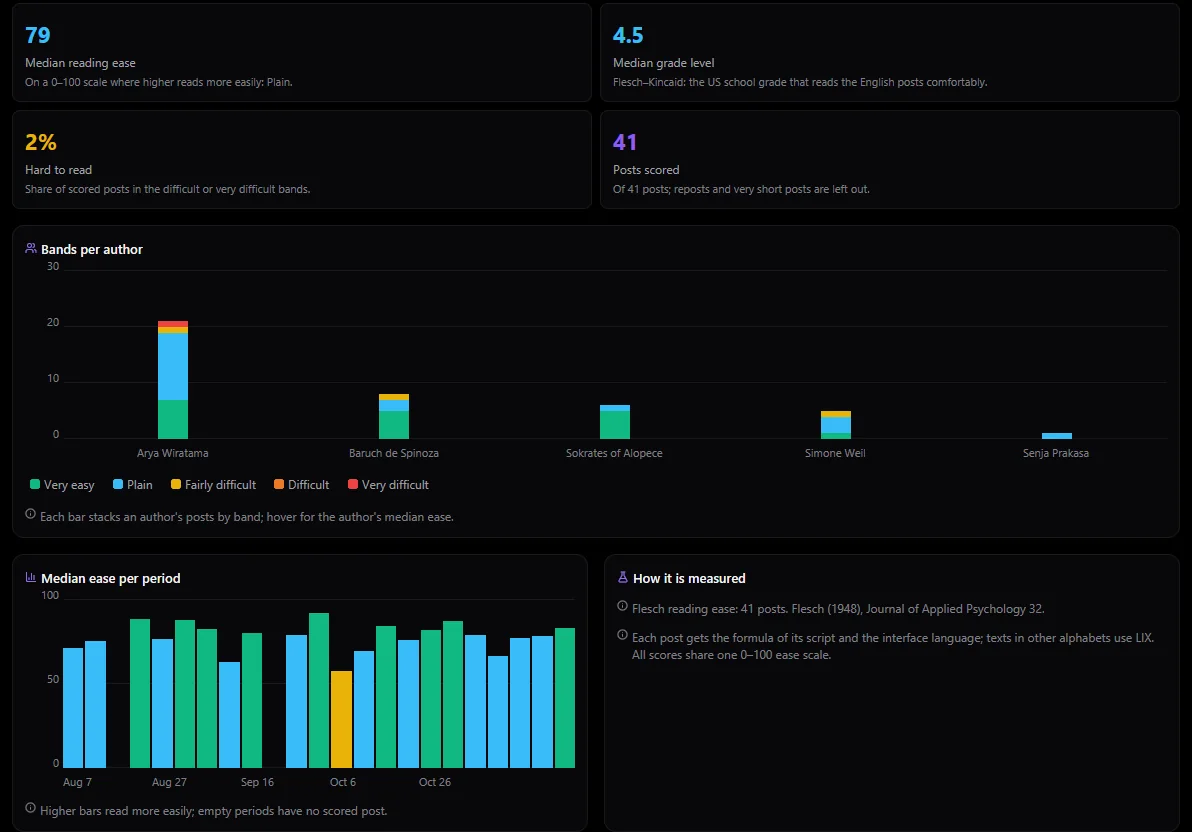 79
Median reading ease
On a 0–100 scale where higher reads more easily: Plain.
4.5
Median grade level
Flesch–Kincaid: the US school grade that reads the English posts comfortably.
2%
Hard to read
Share of scored posts in the difficult or very difficult bands.
41
Posts scored
Of 41 posts; reposts and very short posts are left out.
Bands per author
30
20
10
0
Arya Wiratama
Baruch de Spinoza
Sokrates of Alopece
Simone Weil
Senja Prakasa
Very easy
Plain
Fairly difficult
Difficult
Very difficult
Each bar stacks an author's posts by band; hover for the author's median ease.
Median ease per period
100
50
0
Aug 7
Aug 27
Sep 16
Oct 6
Oct 26
Higher bars read more easily; empty periods have no scored post.
How it is measured
Flesch reading ease: 41 posts. Flesch (1948), Journal of Applied Psychology 32.
Each post gets the formula of its script and the interface language; texts in other alphabets use LIX.
All scores share one 0–100 ease scale.